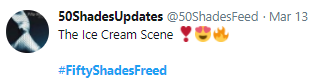 50ShadesUpdates @50ShadesFeed · Mar 13
The Ice Cream Scene ❣️😍🔥
#FiftyShadesFreed